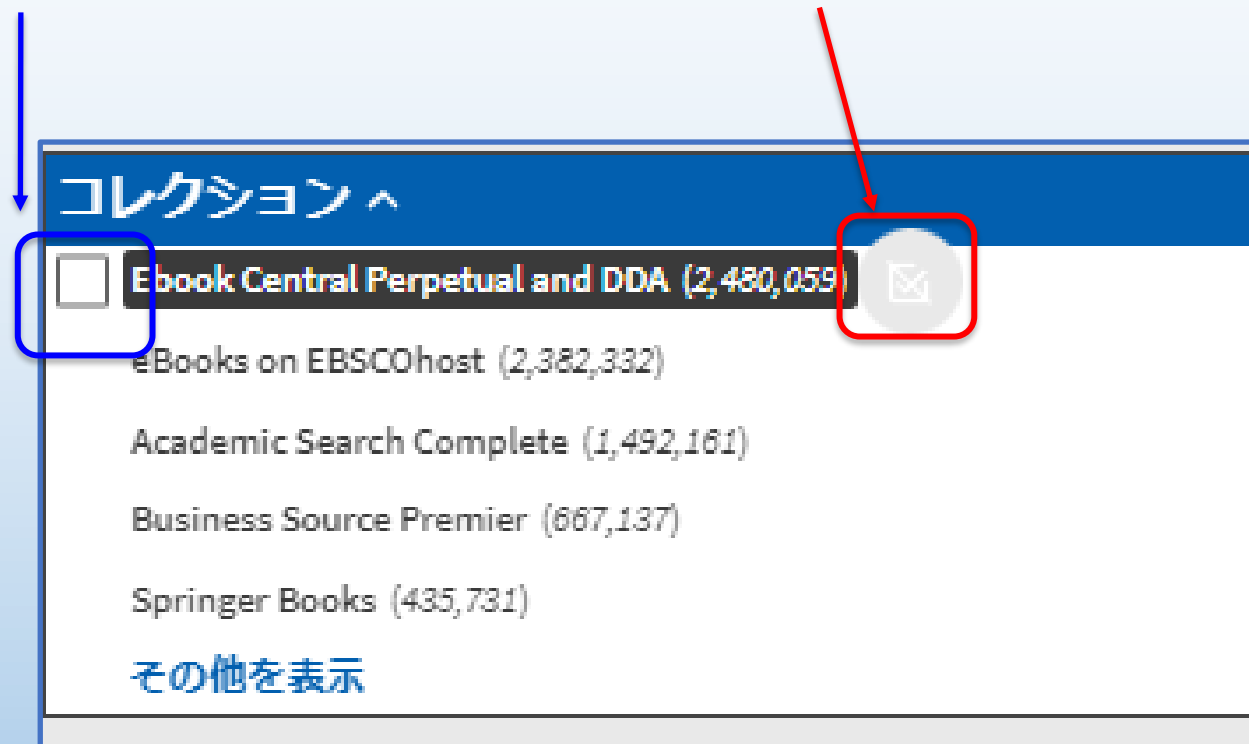 コレクション ^
Ebook Central Perpetual and DDA (2,480,059)
eBooks on EBSCOhost (2,382,332)
Academic Search Complete (1,492,161)
Business Source Premier (667,137)
Springer Books (435,731)
その他を表示